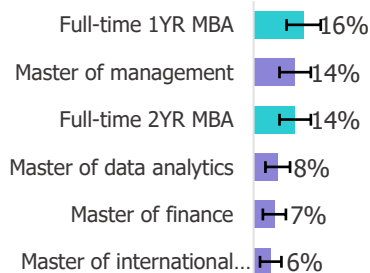 Full-time 1YR MBA 16%
Master of management 14%
Full-time 2YR MBA 14%
Master of data analytics 8%
Master of finance 7%
Master of international... 6%